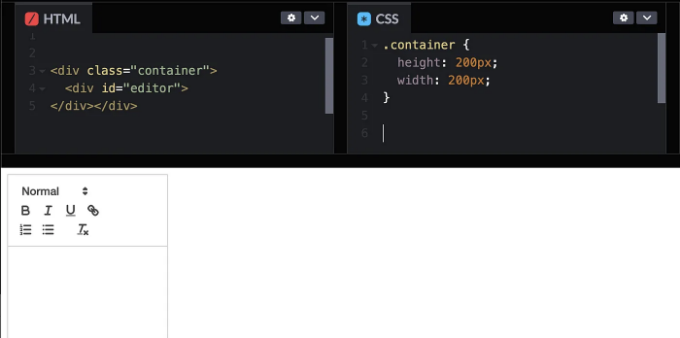 HTML
1
2
3 <div class="container">
4 <div id="editor">
5 </div></div>
CSS
1 .container {
2 height: 200px;
3 width: 200px;
4 }
5
6
Normal
B I U